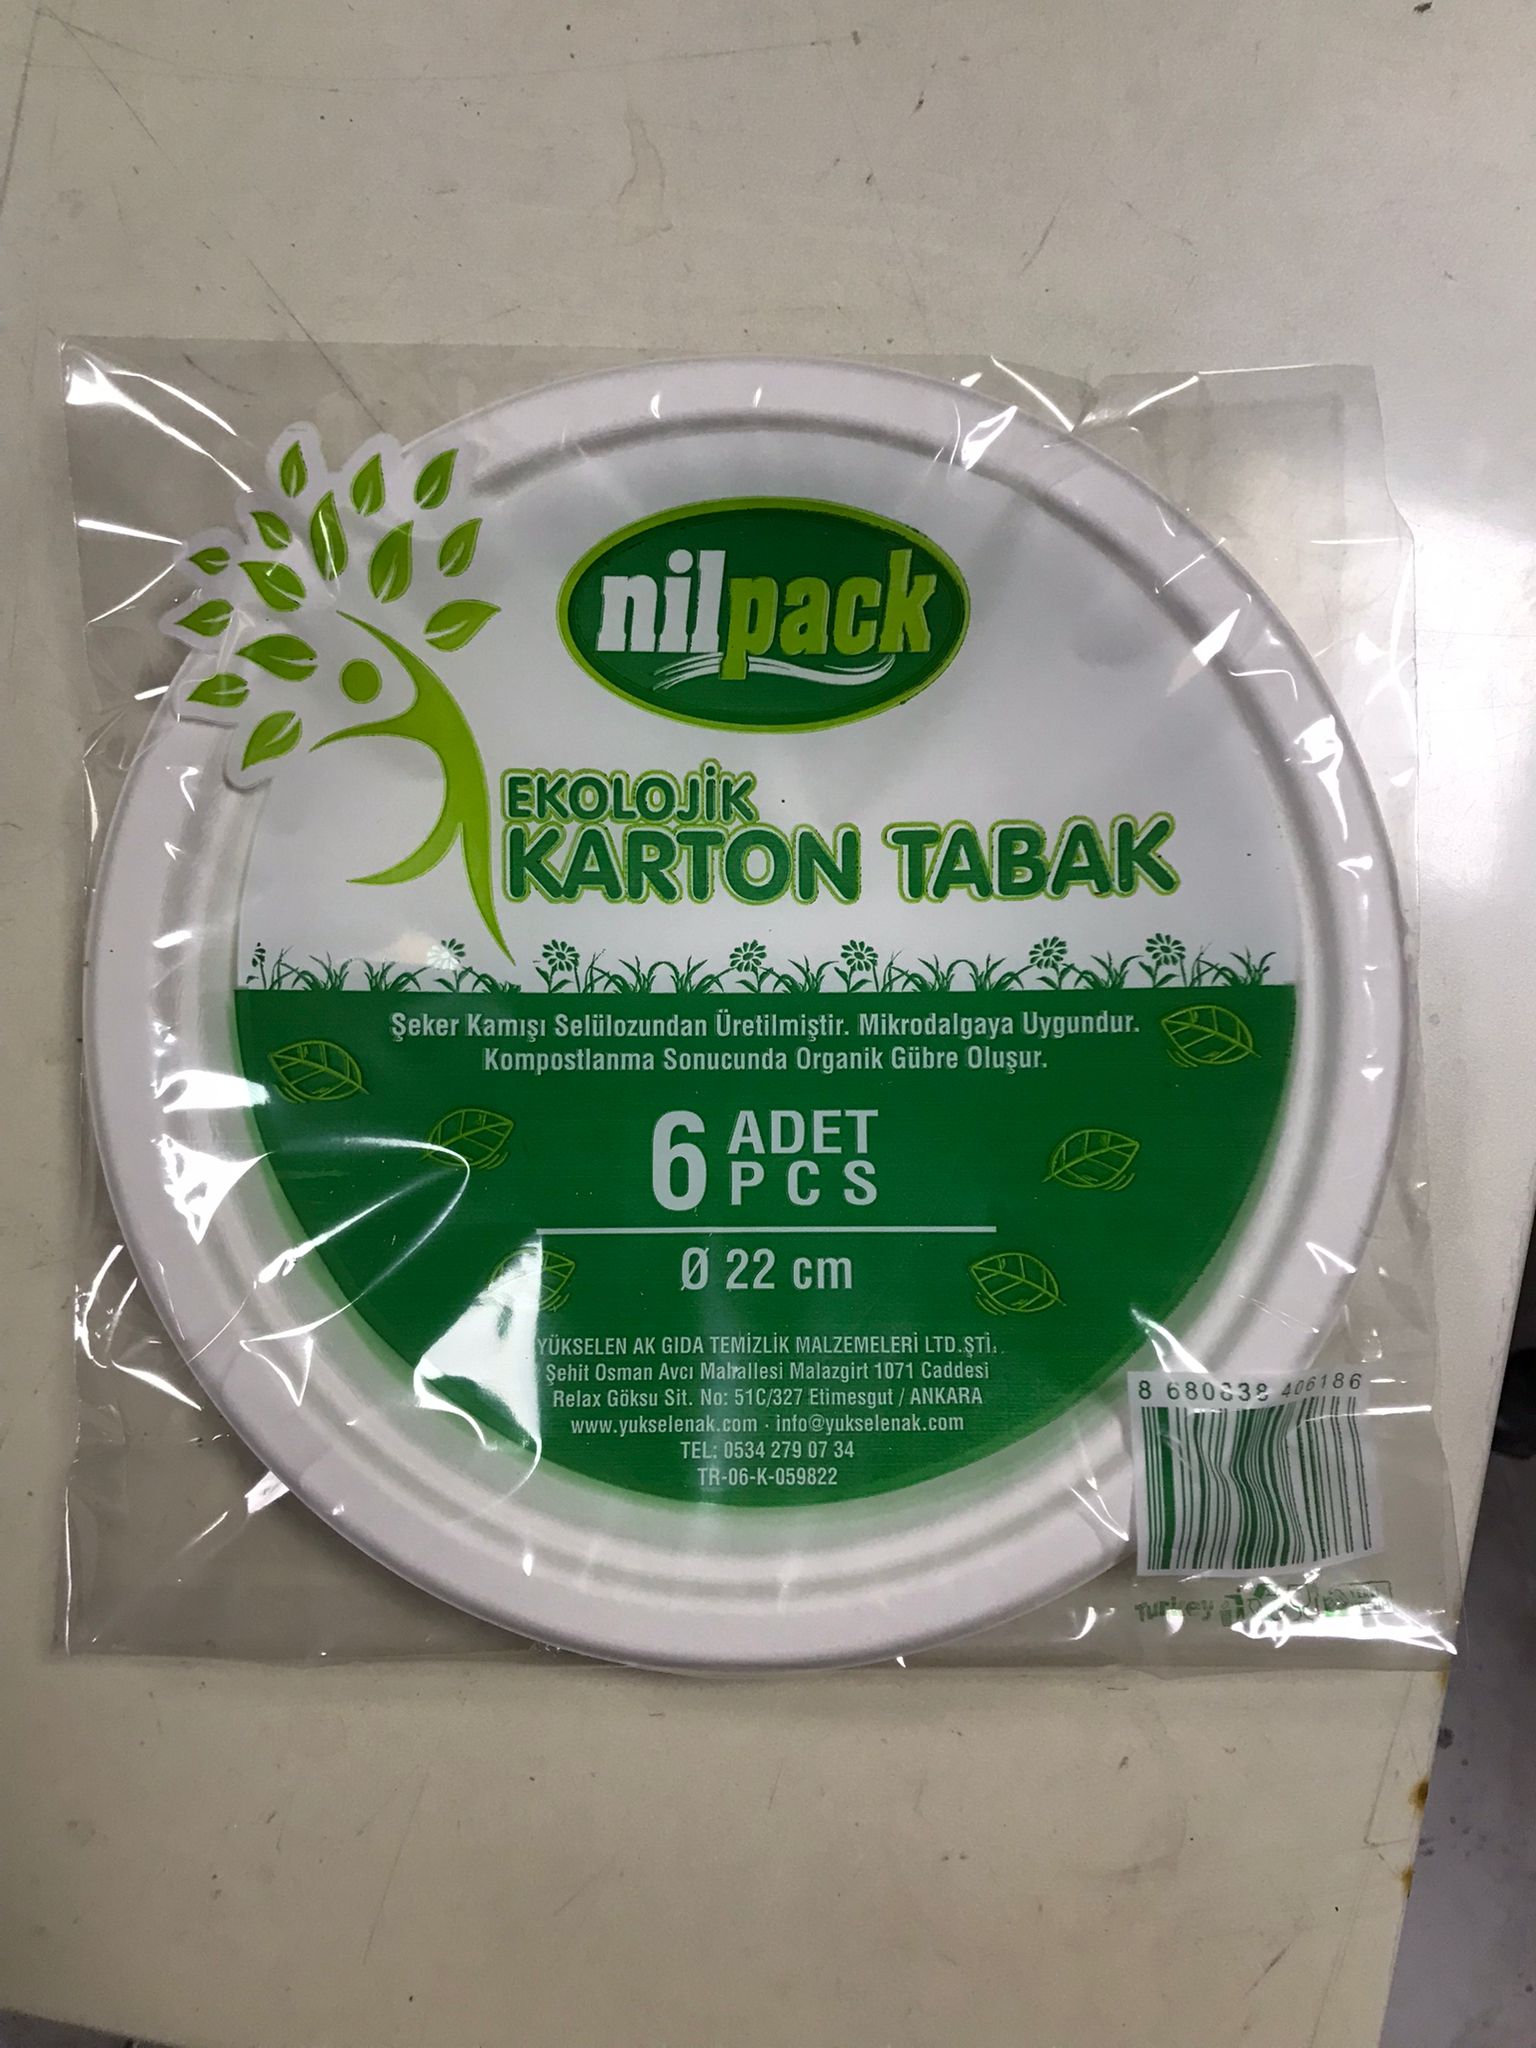 nilpack
EKOLOJİK
KARTON TABAK
Şeker Kamışı Selülozundan Üretilmiştir. Mikrodalgaya Uygundur.
Kompostlanma Sonucunda Organik Gübre Oluşur.
6 ADET
PCS
Ø 22 cm
YÜKSELEN AK GIDA TEMİZLİK MALZEMELERİ LTD.ŞTİ.
Şehit Osman Avcı Mahallesi Malazgirt 1071 Caddesi
Relax Göksu Sit. No: 51C/327 Etimesgut / ANKARA
www.yukselenak.com - info@yukselenak.com
TEL: 0534 279 07 34
TR-06-K-059822
8 680838 406186
Turkey